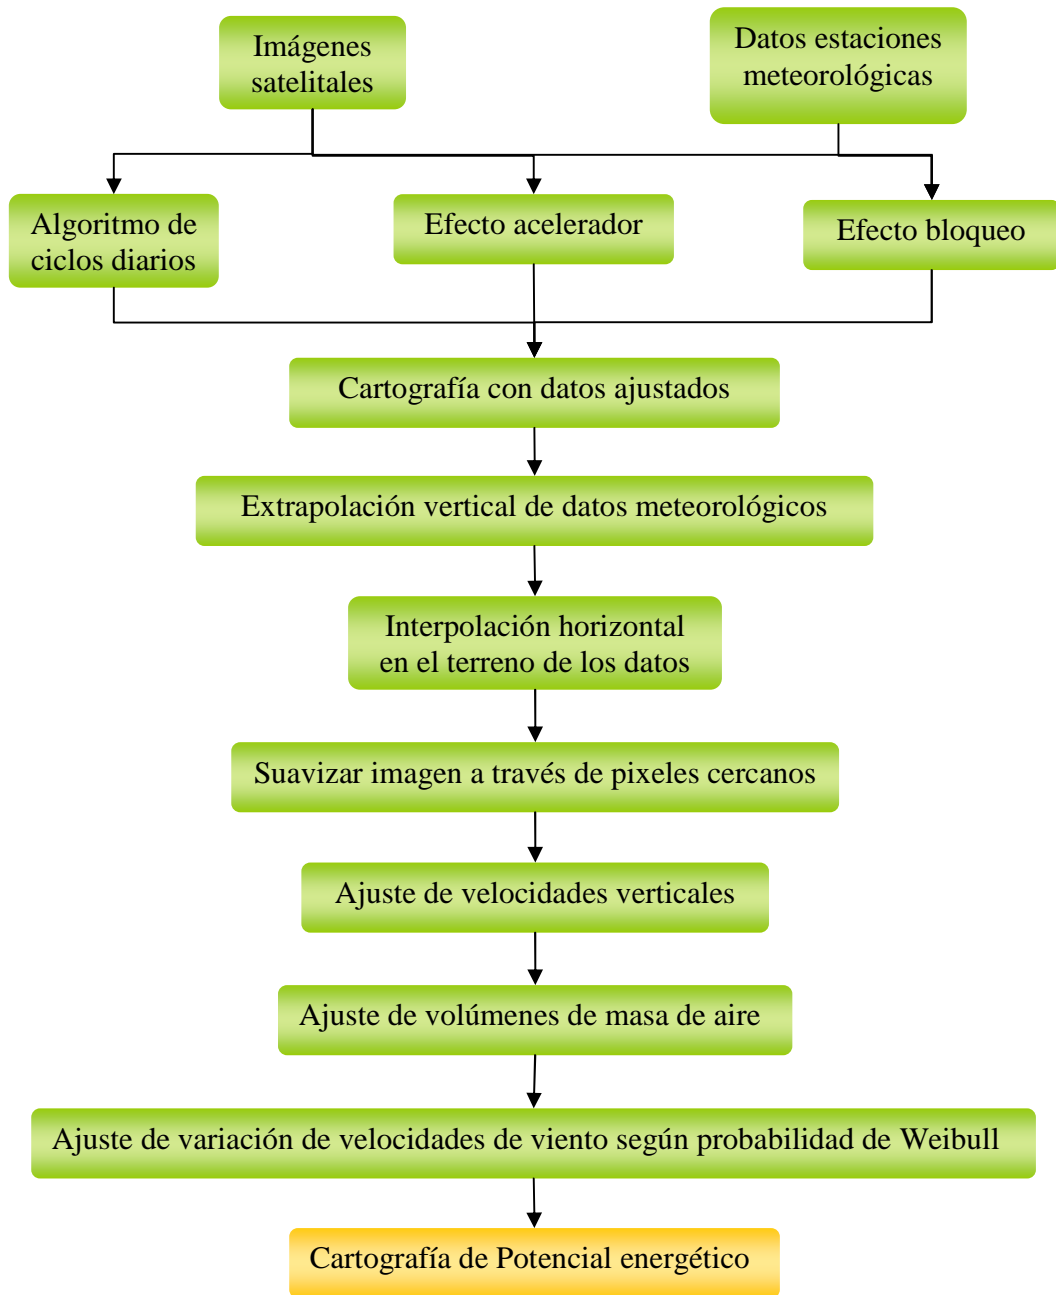 Imágenes
satelitales
Datos estaciones
meteorológicas
Algoritmo de
ciclos diarios
Efecto acelerador
Efecto bloqueo
Cartografía con datos ajustados
Extrapolación vertical de datos meteorológicos
Interpolación horizontal
en el terreno de los datos
Suavizar imagen a través de pixeles cercanos
Ajuste de velocidades verticales
Ajuste de volúmenes de masa de aire
Ajuste de variación de velocidades de viento según probabilidad de Weibull
Cartografía de Potencial energético